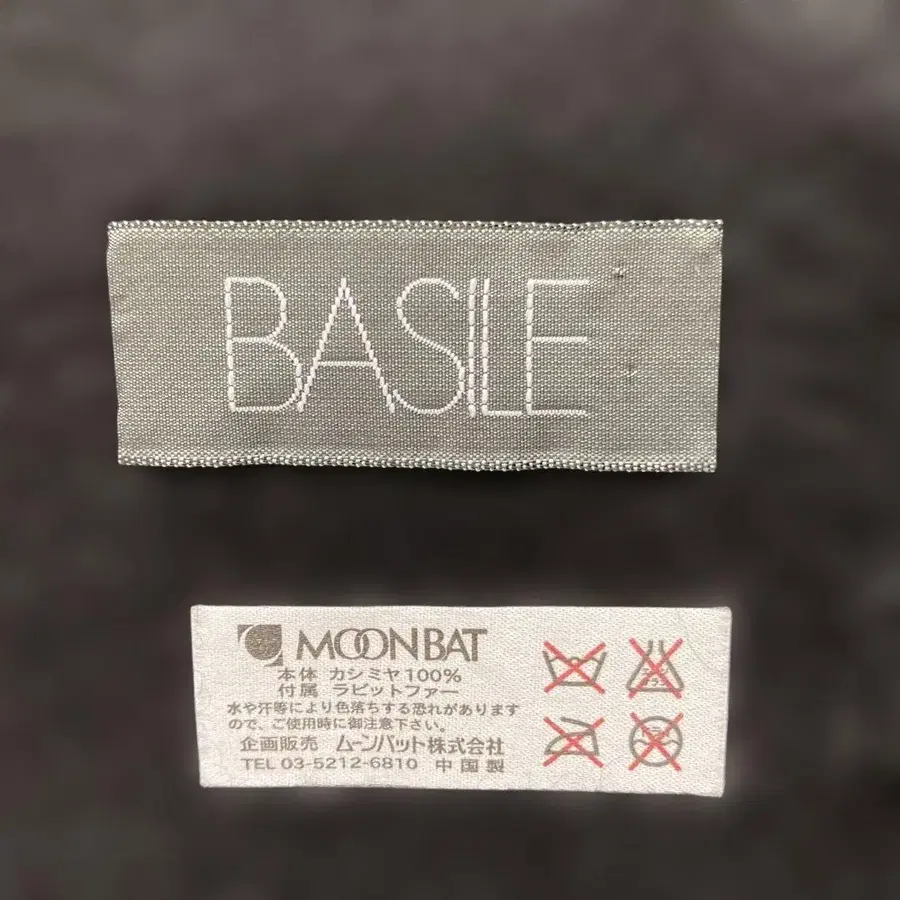 BASILE
MOONBAT
本体 カシミヤ100%
付属 ラビットファー
水や汗等により色落ちする恐れがあります
ので、ご使用時に御注意下さい。
企画販売 ムーンバット株式会社
TEL 03-5212-6810 中国製